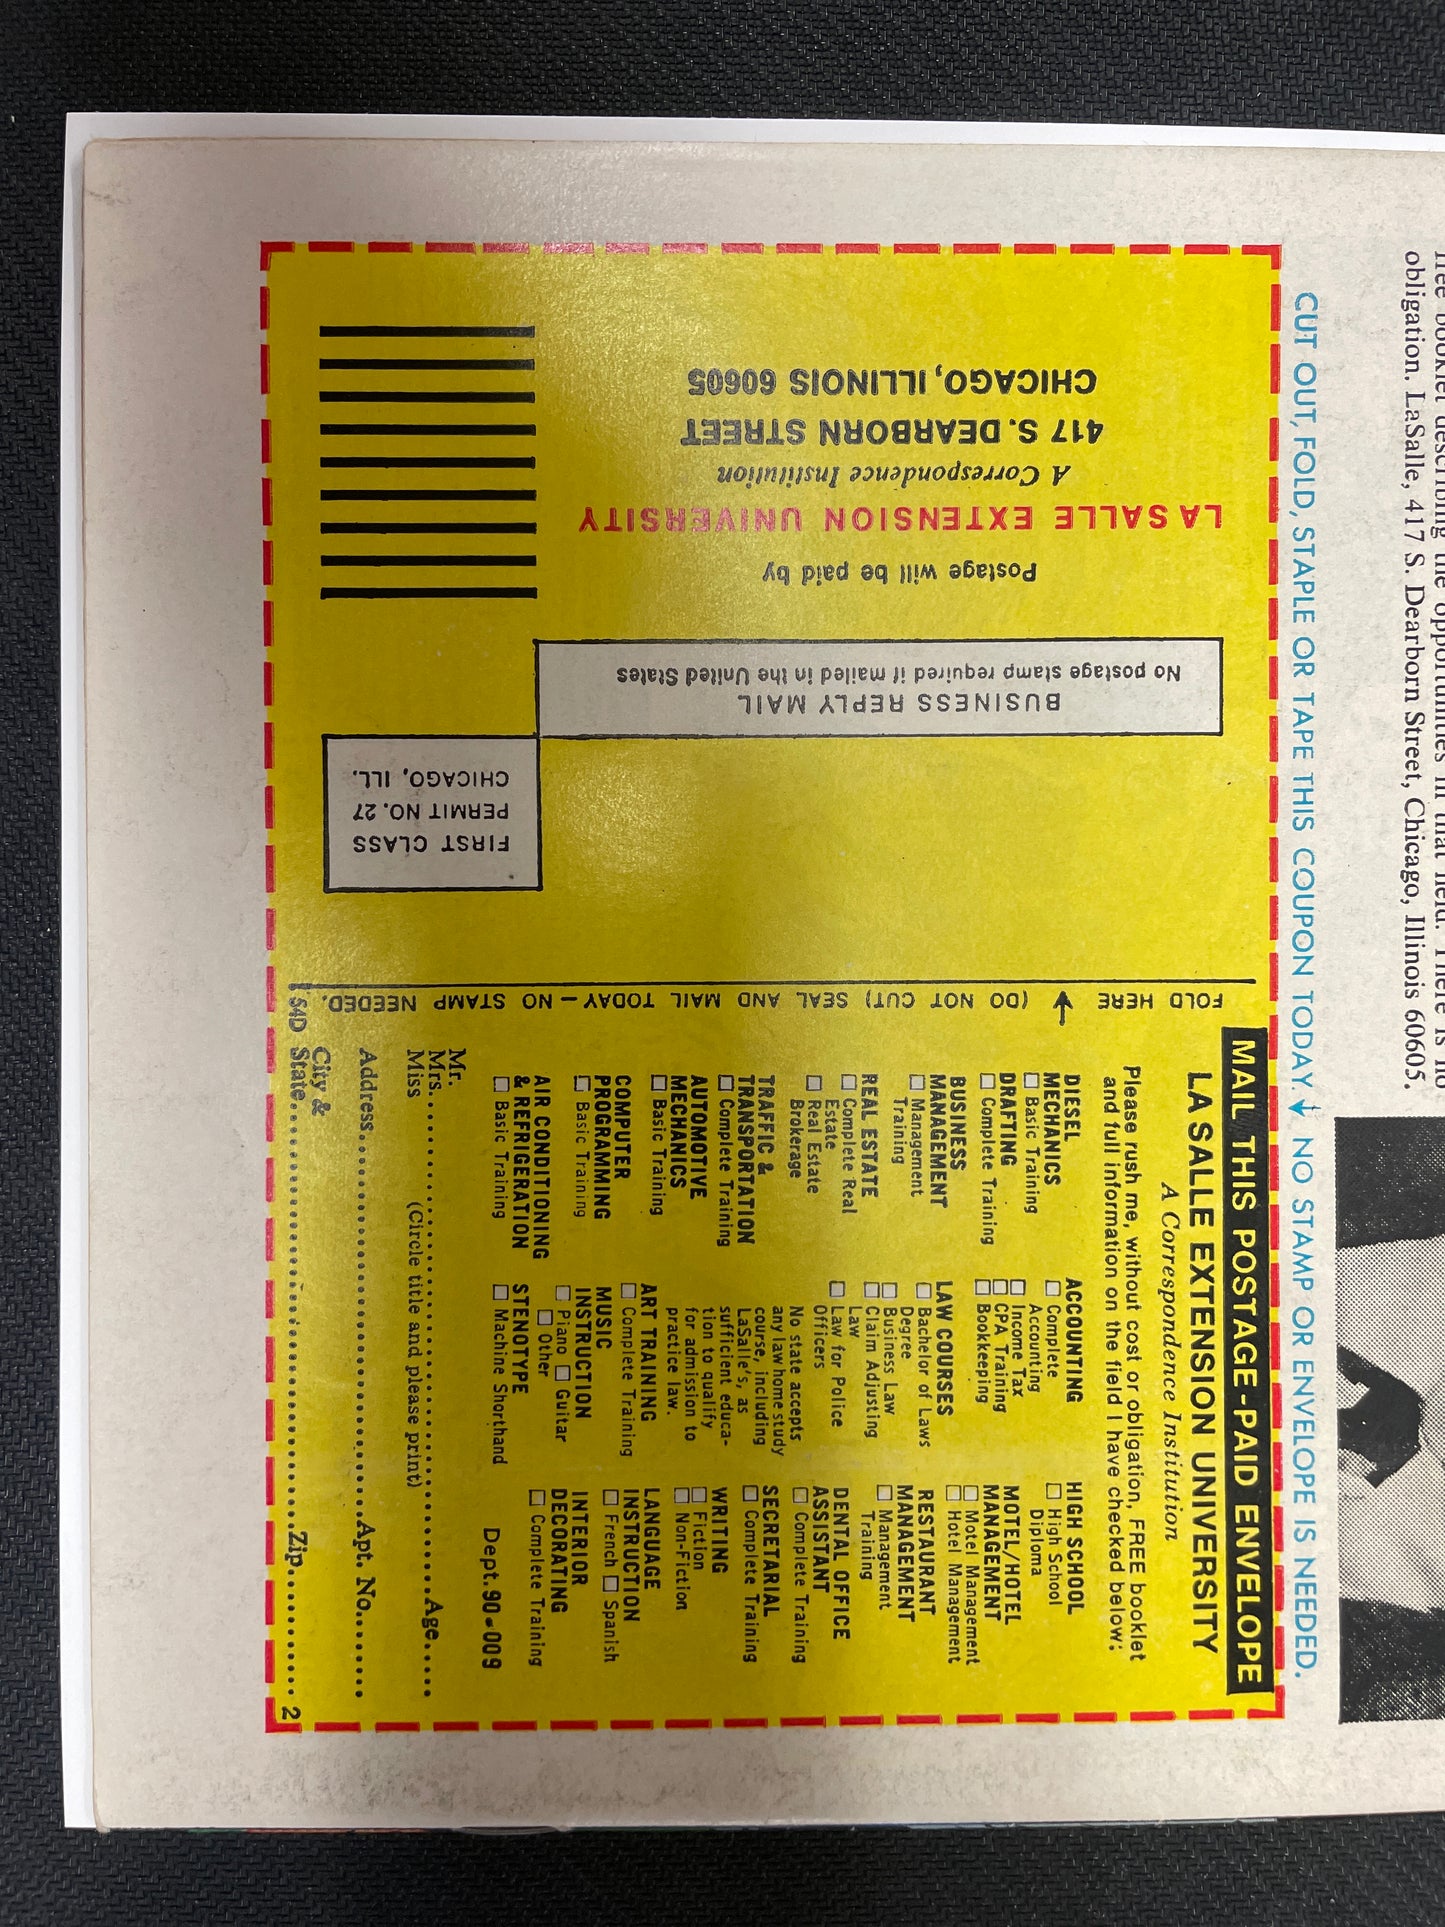 free booklet describing the opportunities in that field. There is no
obligation. LaSalle, 417 S. Dearborn Street, Chicago, Illinois 60605.
CUT OUT, FOLD, STAPLE OR TAPE THIS COUPON TODAY. ↓ NO STAMP OR ENVELOPE IS NEEDED.
MAIL THIS POSTAGE-PAID ENVELOPE
LA SALLE EXTENSION UNIVERSITY
A Correspondence Institution
Please rush me, without cost or obligation, FREE booklet
and full information on the field I have checked below:
DIESEL
MECHANICS
☐ Basic Training
DRAFTING
☐ Complete Training
BUSINESS
MANAGEMENT
☐ Management
Training
REAL ESTATE
☐ Complete Real
Estate
☐ Real Estate
Brokerage
TRAFFIC &
TRANSPORTATION
☐ Complete Training
AUTOMOTIVE
MECHANICS
☐ Basic Training
COMPUTER
PROGRAMMING
☐ Basic Training
AIR CONDITIONING
& REFRIGERATION
☐ Basic Training
ACCOUNTING
☐ Complete
Accounting
☐ Income Tax
☐ CPA Training
☐ Bookkeeping
LAW COURSES
☐ Bachelor of Laws
Degree
☐ Business Law
☐ Claim Adjusting
Law
☐ Law for Police
Officers
No state accepts
any law home study
course, including
LaSalle's, as
sufficient educa-
tion to qualify
for admission to
practice law.
ART TRAINING
☐ Complete Training
MUSIC
INSTRUCTION
☐ Piano ☐ Guitar
☐ Other
STENOTYPE
☐ Machine Shorthand
HIGH SCHOOL
☐ High School
Diploma
MOTEL/HOTEL
MANAGEMENT
☐ Motel Management
☐ Hotel Management
RESTAURANT
MANAGEMENT
☐ Management
Training
DENTAL OFFICE
ASSISTANT
☐ Complete Training
SECRETARIAL
☐ Complete Training
WRITING
☐ Fiction
☐ Non-Fiction
LANGUAGE
INSTRUCTION
☐ French ☐ Spanish
INTERIOR
DECORATING
☐ Complete Training
Dept. 90-009
Mr.
Mrs.....Age.....
Miss (Circle title and please print)
Address.....Apt. No.....
City &
State.....Zip..... 2
S4D
FOLD HERE ↑ (DO NOT CUT) SEAL AND MAIL TODAY — NO STAMP NEEDED.
FIRST CLASS
PERMIT NO. 27
CHICAGO, ILL.
BUSINESS REPLY MAIL
No postage stamp required if mailed in the United States
Postage will be paid by
LA SALLE EXTENSION UNIVERSITY
A Correspondence Institution
417 S. DEARBORN STREET
CHICAGO, ILLINOIS 60605